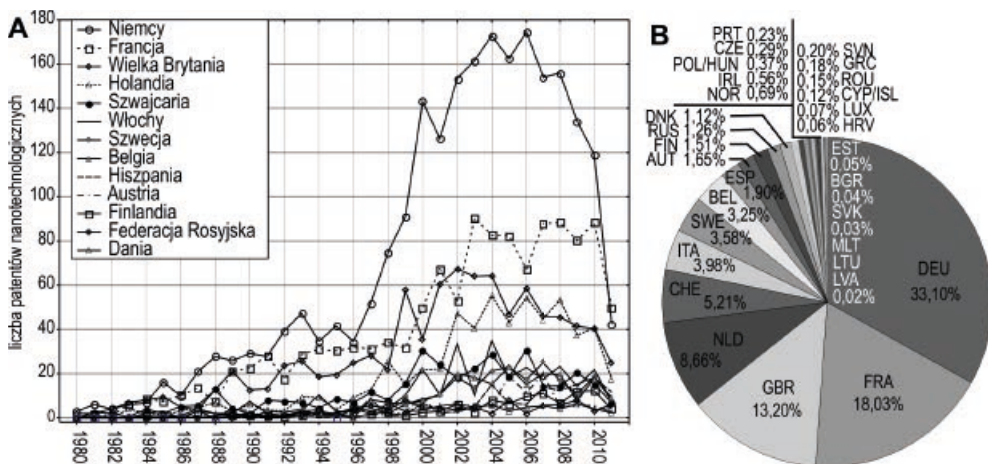 A
liczba patentów nanotechnologicznych
180
160
140
120
100
80
60
40
20
0
Niemcy
Francja
Wielka Brytania
Holandia
Szwajcaria
Włochy
Szwecja
Belgia
Hiszpania
Austria
Finlandia
Federacja Rosyjska
Dania
1980
1982
1984
1986
1988
1990
1992
1994
1996
1998
2000
2002
2004
2006
2008
2010
B
PRT 0,23%
CZE 0,29%
POL/HUN 0,37%
IRL 0,56%
NOR 0,69%
0,20% SVN
0,18% GRC
0,15% ROU
0,12% CYP/ISL
0,07% LUX
0,06% HRV
DNK 1,12%
RUS 1,26%
FIN 1,51%
AUT 1,65%
EST
0,05%
BGR
0,04%
SVK
0,03%
MLT
LTU
LVA
0,02%
ESP
1,90%
BEL
3,25%
SWE
3,58%
ITA
3,98%
CHE
5,21%
NLD
8,66%
GBR
13,20%
FRA
18,03%
DEU
33,10%